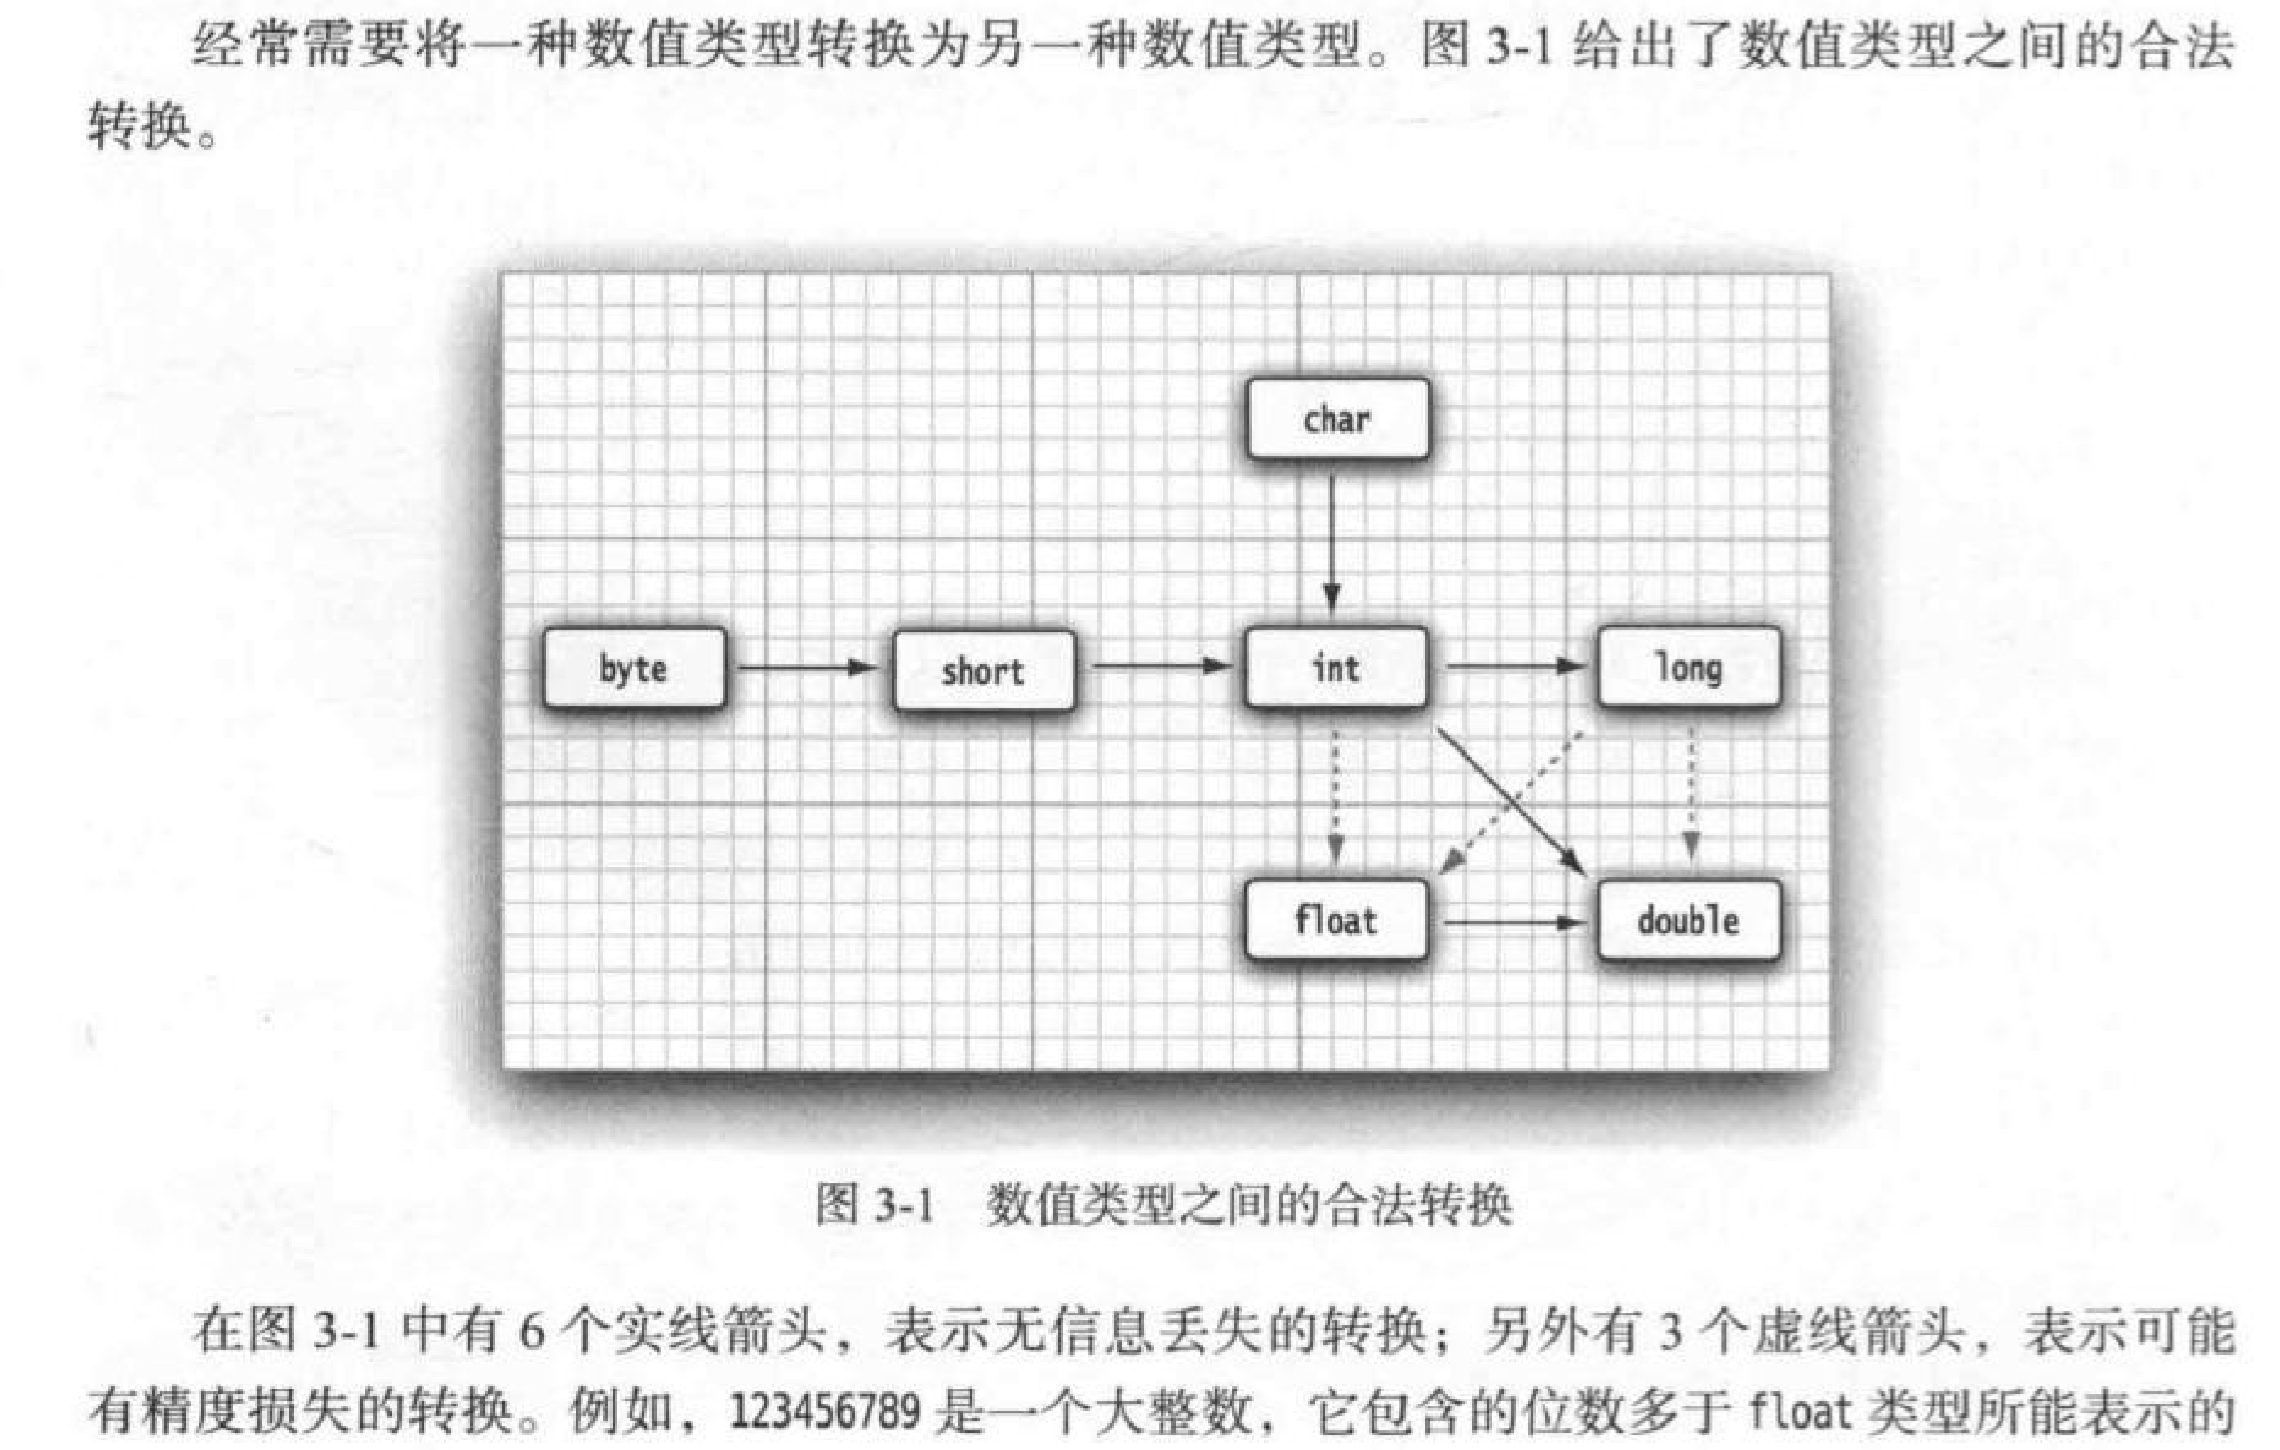 经常需要将一种数值类型转换为另一种数值类型。图 3-1 给出了数值类型之间的合法
转换。
char
byte
short
int
long
float
double
图 3-1 数值类型之间的合法转换
在图 3-1 中有 6 个实线箭头，表示无信息丢失的转换；另外有 3 个虚线箭头，表示可能
有精度损失的转换。例如，123456789 是一个大整数，它包含的位数多于 float 类型所能表示的